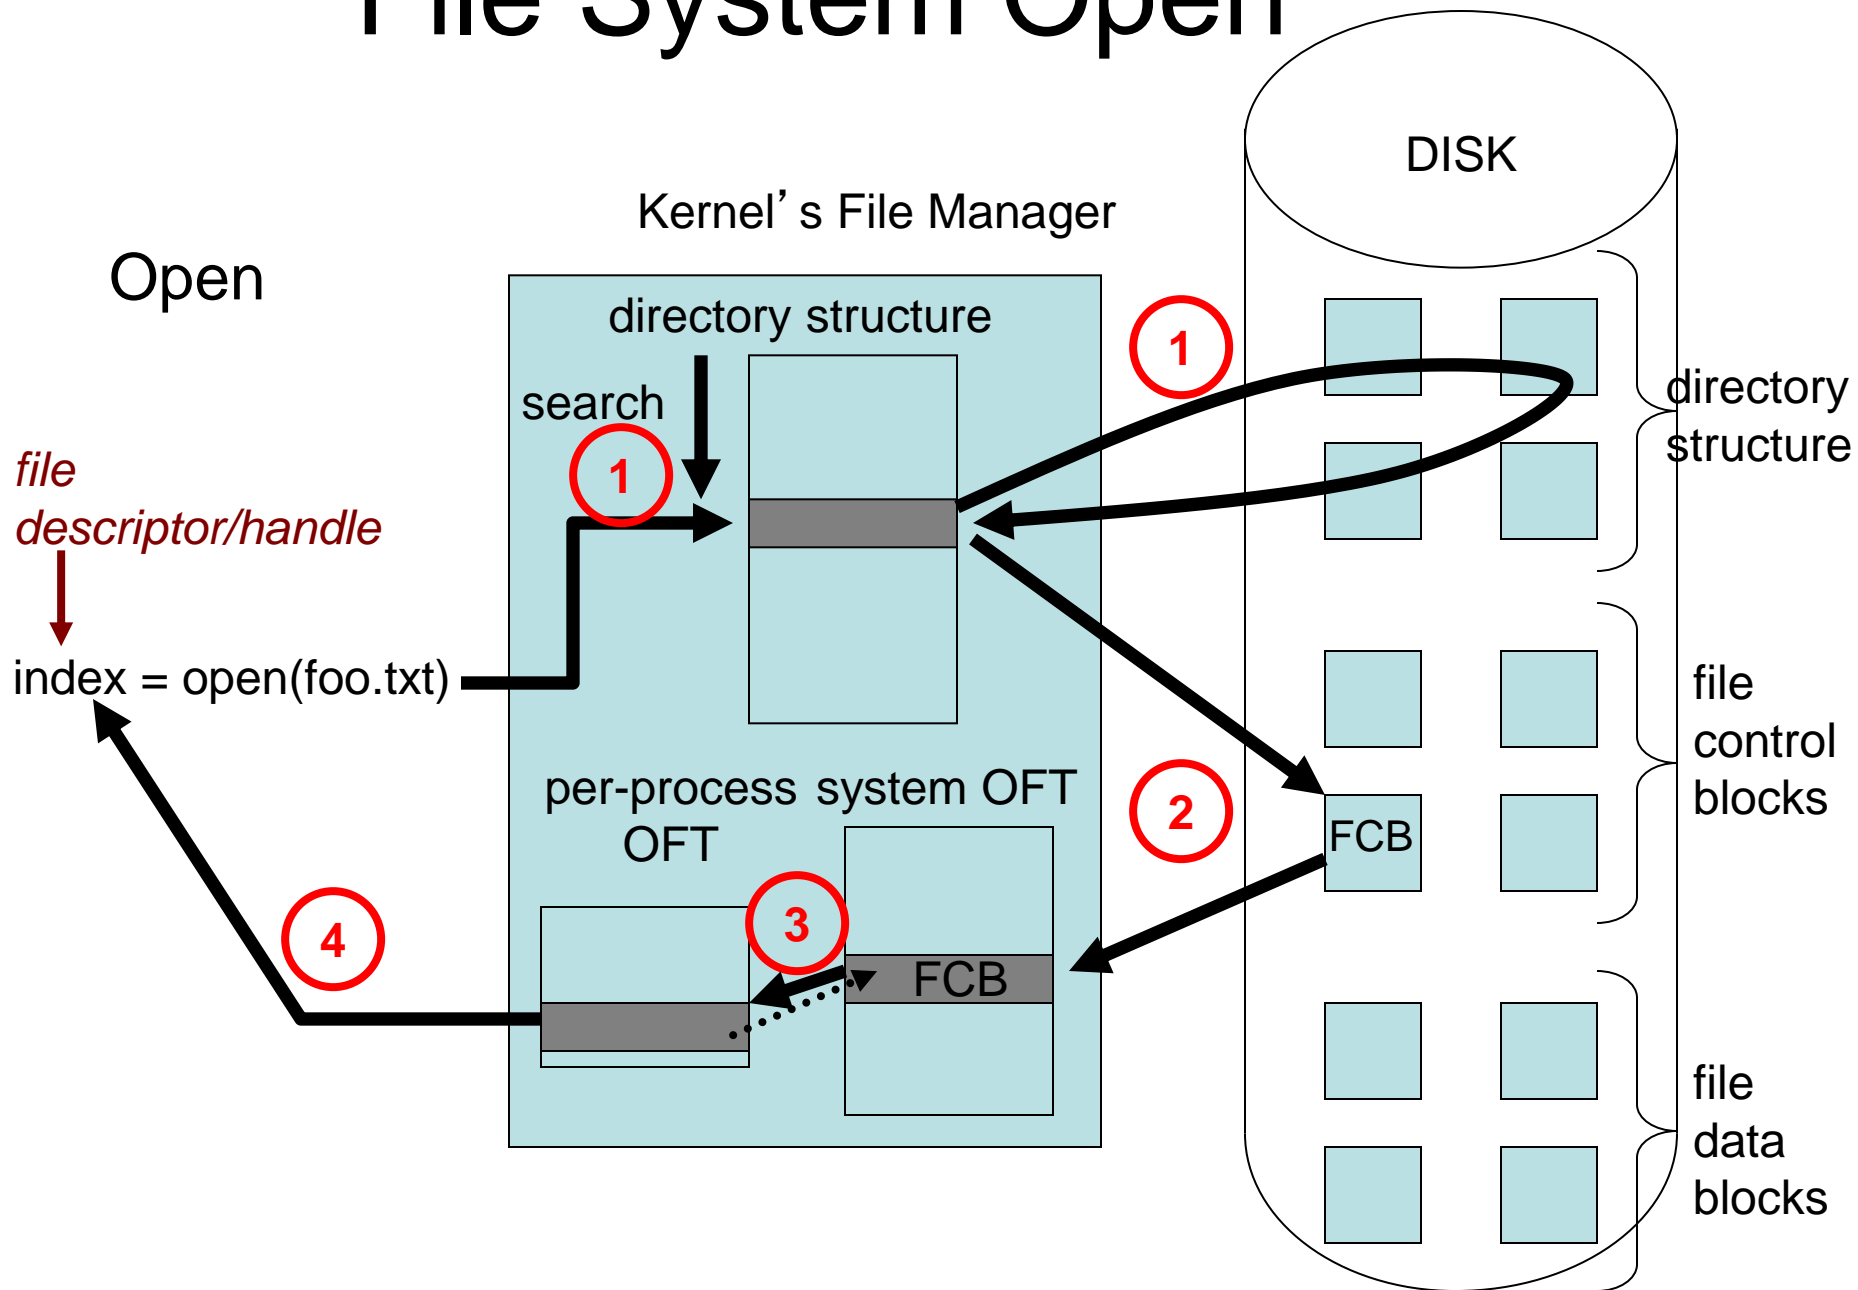 File System Open
DISK
Kernel’s File Manager
Open
directory structure
1
search
directory
structure
1
file
descriptor/handle
index = open(foo.txt)
file
control
blocks
per-process
OFT
system OFT
2
FCB
3
4
FCB
file
data
blocks